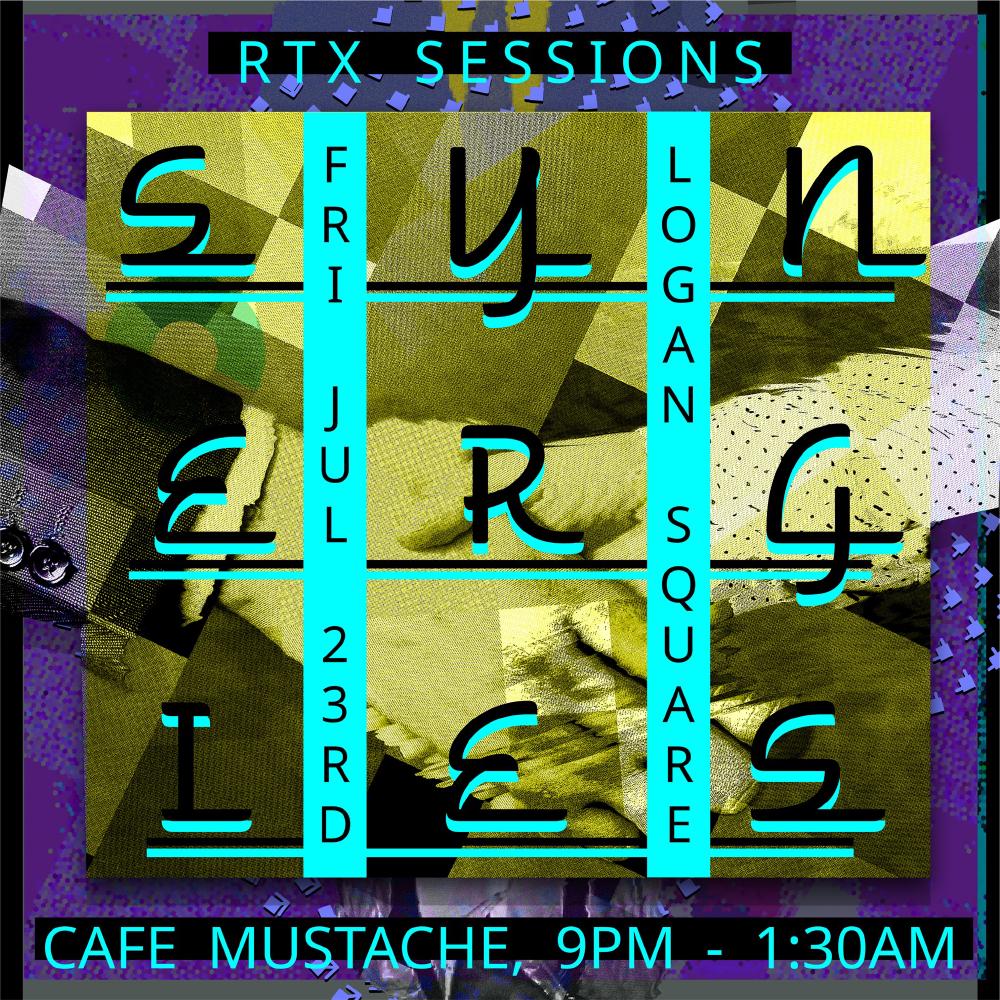 RTX SESSIONS
SYN
ERG
IES
FRI JUL 23RD
LOGAN SQUARE
CAFE MUSTACHE, 9PM - 1:30AM